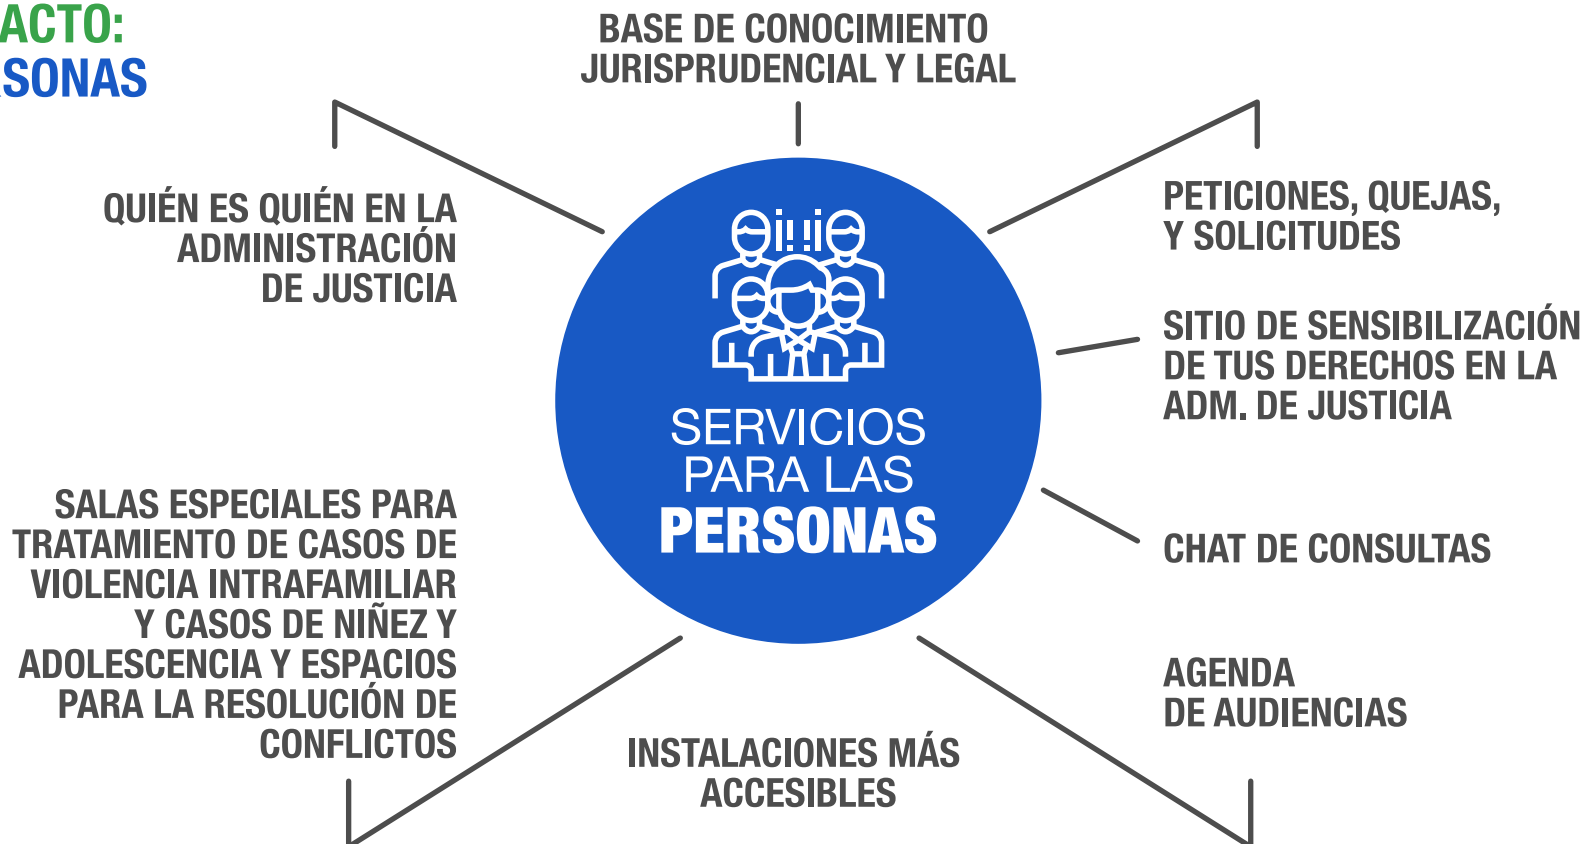 ACTO:
SONAS
BASE DE CONOCIMIENTO
JURISPRUDENCIAL Y LEGAL
QUIÉN ES QUIÉN EN LA
ADMINISTRACIÓN
DE JUSTICIA
PETICIONES, QUEJAS,
Y SOLICITUDES
SITIO DE SENSIBILIZACIÓN
DE TUS DERECHOS EN LA
ADM. DE JUSTICIA
SERVICIOS
PARA LAS
PERSONAS
SALAS ESPECIALES PARA
TRATAMIENTO DE CASOS DE
VIOLENCIA INTRAFAMILIAR
Y CASOS DE NIÑEZ Y
ADOLESCENCIA Y ESPACIOS
PARA LA RESOLUCIÓN DE
CONFLICTOS
CHAT DE CONSULTAS
AGENDA
DE AUDIENCIAS
INSTALACIONES MÁS
ACCESIBLES